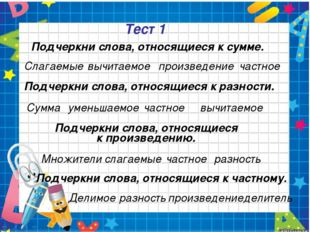 Тест 1
Подчеркни слова, относящиеся к сумме.
Слагаемые вычитаемое произведение частное
Подчеркни слова, относящиеся к разности.
Сумма уменьшаемое частное вычитаемое
Подчеркни слова, относящиеся
к произведению.
Множители слагаемые частное разность
Подчеркни слова, относящиеся к частному.
Делимое разность произведениеделитель